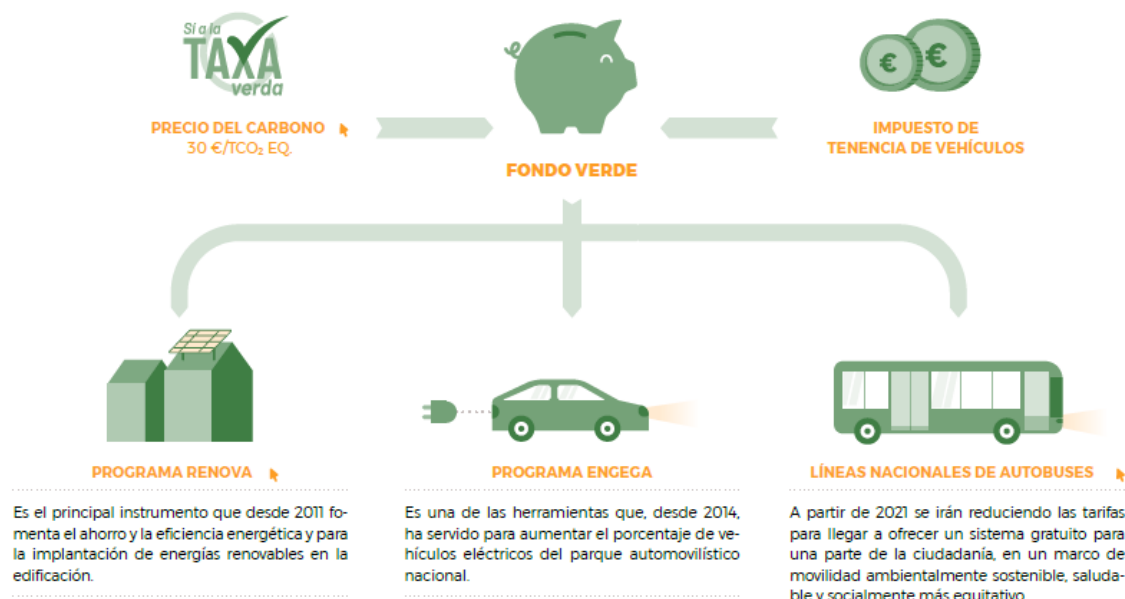 Sí a la
TAXA
verda
€
€
PRECIO DEL CARBONO
30 €/TCO₂ EQ.
FONDO VERDE
IMPUESTO DE
TENENCIA DE VEHÍCULOS
PROGRAMA RENOVA
Es el principal instrumento que desde 2011 fo-
menta el ahorro y la eficiencia energética y para
la implantación de energías renovables en la
edificación.
PROGRAMA ENGEGA
Es una de las herramientas que, desde 2014,
ha servido para aumentar el porcentaje de ve-
hículos eléctricos del parque automovilístico
nacional.
LÍNEAS NACIONALES DE AUTOBUSES
A partir de 2021 se irán reduciendo las tarifas
para llegar a ofrecer un sistema gratuito para
una parte de la ciudadanía, en un marco de
movilidad ambientalmente sostenible, saluda-
ble y socialmente más equitativo.